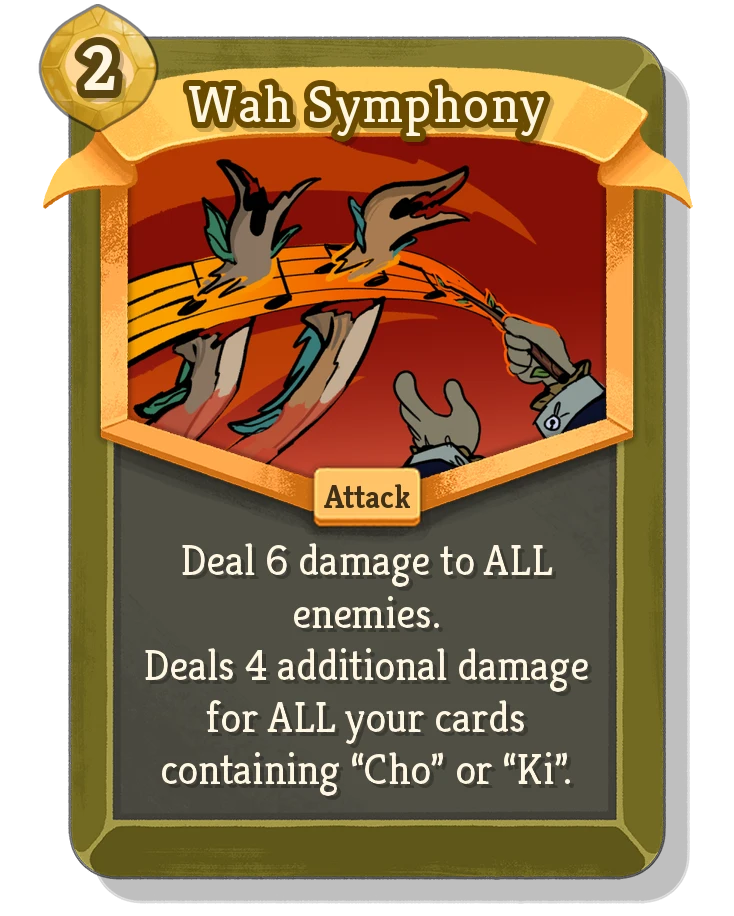 2
Wah Symphony
Attack
Deal 6 damage to ALL
enemies.
Deals 4 additional damage
for ALL your cards
containing “Cho” or “Ki”.